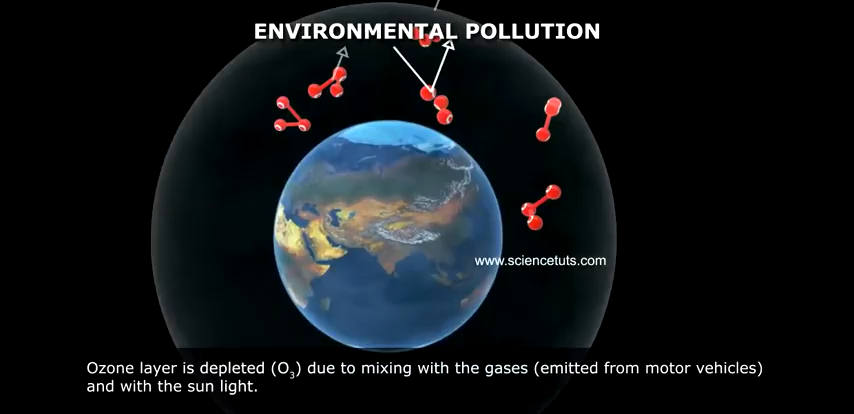 ENVIRONMENTAL POLLUTION
www.sciencetuts.com
Ozone layer is depleted (O₃) due to mixing with the gases (emitted from motor vehicles)
and with the sun light.